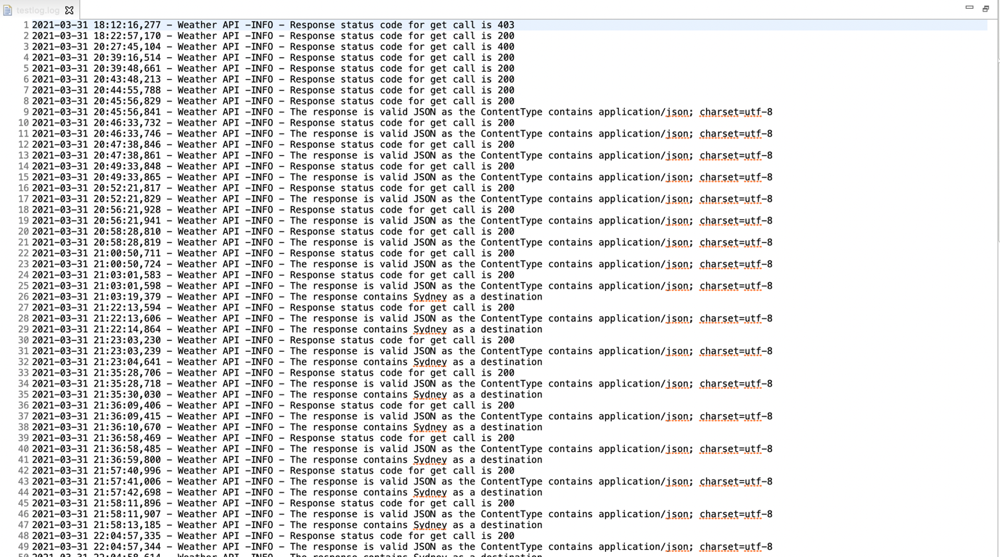 testlog.log
1 2021-03-31 18:12:16,277 - Weather API -INFO - Response status code for get call is 403
2 2021-03-31 18:22:57,170 - Weather API -INFO - Response status code for get call is 200
3 2021-03-31 20:27:45,104 - Weather API -INFO - Response status code for get call is 400
4 2021-03-31 20:39:16,514 - Weather API -INFO - Response status code for get call is 200
5 2021-03-31 20:39:48,661 - Weather API -INFO - Response status code for get call is 200
6 2021-03-31 20:43:48,213 - Weather API -INFO - Response status code for get call is 200
7 2021-03-31 20:44:55,788 - Weather API -INFO - Response status code for get call is 200
8 2021-03-31 20:45:56,829 - Weather API -INFO - Response status code for get call is 200
9 2021-03-31 20:45:56,841 - Weather API -INFO - The response is valid JSON as the ContentType contains application/json; charset=utf-8
10 2021-03-31 20:46:33,732 - Weather API -INFO - Response status code for get call is 200
11 2021-03-31 20:46:33,746 - Weather API -INFO - The response is valid JSON as the ContentType contains application/json; charset=utf-8
12 2021-03-31 20:47:38,846 - Weather API -INFO - Response status code for get call is 200
13 2021-03-31 20:47:38,861 - Weather API -INFO - The response is valid JSON as the ContentType contains application/json; charset=utf-8
14 2021-03-31 20:49:33,848 - Weather API -INFO - Response status code for get call is 200
15 2021-03-31 20:49:33,865 - Weather API -INFO - The response is valid JSON as the ContentType contains application/json; charset=utf-8
16 2021-03-31 20:52:21,817 - Weather API -INFO - Response status code for get call is 200
17 2021-03-31 20:52:21,829 - Weather API -INFO - The response is valid JSON as the ContentType contains application/json; charset=utf-8
18 2021-03-31 20:56:21,928 - Weather API -INFO - Response status code for get call is 200
19 2021-03-31 20:56:21,941 - Weather API -INFO - The response is valid JSON as the ContentType contains application/json; charset=utf-8
20 2021-03-31 20:58:28,810 - Weather API -INFO - Response status code for get call is 200
21 2021-03-31 20:58:28,819 - Weather API -INFO - The response is valid JSON as the ContentType contains application/json; charset=utf-8
22 2021-03-31 21:00:50,711 - Weather API -INFO - Response status code for get call is 200
23 2021-03-31 21:00:50,724 - Weather API -INFO - The response is valid JSON as the ContentType contains application/json; charset=utf-8
24 2021-03-31 21:03:01,583 - Weather API -INFO - Response status code for get call is 200
25 2021-03-31 21:03:01,598 - Weather API -INFO - The response is valid JSON as the ContentType contains application/json; charset=utf-8
26 2021-03-31 21:03:19,379 - Weather API -INFO - The response contains Sydney as a destination
27 2021-03-31 21:22:13,594 - Weather API -INFO - Response status code for get call is 200
28 2021-03-31 21:22:13,606 - Weather API -INFO - The response is valid JSON as the ContentType contains application/json; charset=utf-8
29 2021-03-31 21:22:14,864 - Weather API -INFO - The response contains Sydney as a destination
30 2021-03-31 21:23:03,230 - Weather API -INFO - Response status code for get call is 200
31 2021-03-31 21:23:03,239 - Weather API -INFO - The response is valid JSON as the ContentType contains application/json; charset=utf-8
32 2021-03-31 21:23:04,641 - Weather API -INFO - The response contains Sydney as a destination
33 2021-03-31 21:35:28,706 - Weather API -INFO - Response status code for get call is 200
34 2021-03-31 21:35:28,718 - Weather API -INFO - The response is valid JSON as the ContentType contains application/json; charset=utf-8
35 2021-03-31 21:35:30,030 - Weather API -INFO - The response contains Sydney as a destination
36 2021-03-31 21:36:09,406 - Weather API -INFO - Response status code for get call is 200
37 2021-03-31 21:36:09,415 - Weather API -INFO - The response is valid JSON as the ContentType contains application/json; charset=utf-8
38 2021-03-31 21:36:10,670 - Weather API -INFO - The response contains Sydney as a destination
39 2021-03-31 21:36:58,469 - Weather API -INFO - Response status code for get call is 200
40 2021-03-31 21:36:58,485 - Weather API -INFO - The response is valid JSON as the ContentType contains application/json; charset=utf-8
41 2021-03-31 21:36:59,800 - Weather API -INFO - The response contains Sydney as a destination
42 2021-03-31 21:57:40,996 - Weather API -INFO - Response status code for get call is 200
43 2021-03-31 21:57:41,006 - Weather API -INFO - The response is valid JSON as the ContentType contains application/json; charset=utf-8
44 2021-03-31 21:57:42,698 - Weather API -INFO - The response contains Sydney as a destination
45 2021-03-31 21:58:11,896 - Weather API -INFO - Response status code for get call is 200
46 2021-03-31 21:58:11,907 - Weather API -INFO - The response is valid JSON as the ContentType contains application/json; charset=utf-8
47 2021-03-31 21:58:13,185 - Weather API -INFO - The response contains Sydney as a destination
48 2021-03-31 22:04:57,335 - Weather API -INFO - Response status code for get call is 200
49 2021-03-31 22:04:57,344 - Weather API -INFO - The response is valid JSON as the ContentType contains application/json; charset=utf-8